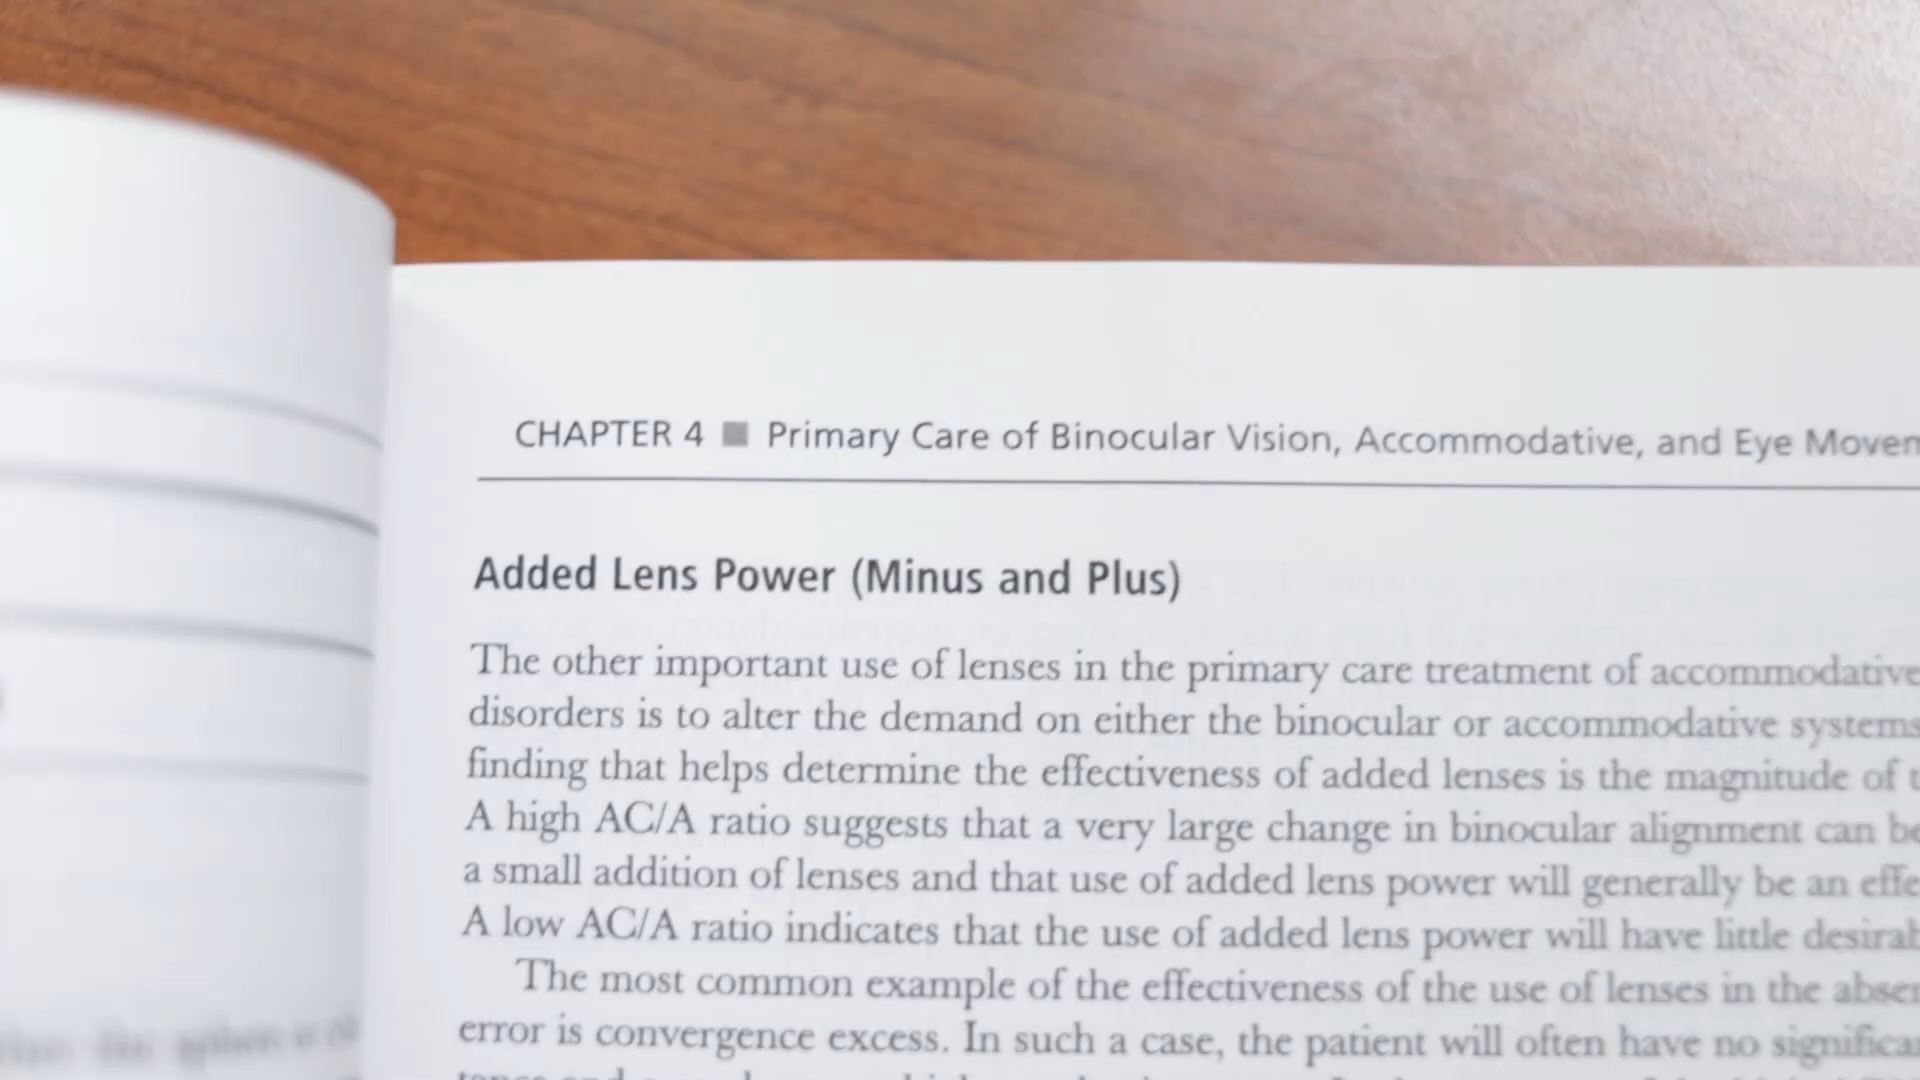 CHAPTER 4 ■ Primary Care of Binocular Vision, Accommodative, and Eye Movem
Added Lens Power (Minus and Plus)
The other important use of lenses in the primary care treatment of accommodative
disorders is to alter the demand on either the binocular or accommodative systems
finding that helps determine the effectiveness of added lenses is the magnitude of t
A high AC/A ratio suggests that a very large change in binocular alignment can be
a small addition of lenses and that use of added lens power will generally be an effe
A low AC/A ratio indicates that the use of added lens power will have little desirab
The most common example of the effectiveness of the use of lenses in the absen
error is convergence excess. In such a case, the patient will often have no significan